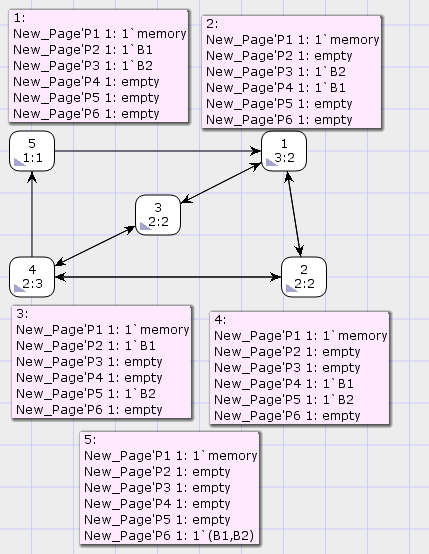 1:
New_Page'P1 1: 1`memory
New_Page'P2 1: 1`B1
New_Page'P3 1: 1`B2
New_Page'P4 1: empty
New_Page'P5 1: empty
New_Page'P6 1: empty
2:
New_Page'P1 1: 1`memory
New_Page'P2 1: empty
New_Page'P3 1: 1`B2
New_Page'P4 1: 1`B1
New_Page'P5 1: empty
New_Page'P6 1: empty
5
1:1
1
3:2
3
2:2
4
2:3
2
2:2
3:
New_Page'P1 1: 1`memory
New_Page'P2 1: 1`B1
New_Page'P3 1: empty
New_Page'P4 1: empty
New_Page'P5 1: 1`B2
New_Page'P6 1: empty
4:
New_Page'P1 1: 1`memory
New_Page'P2 1: empty
New_Page'P3 1: empty
New_Page'P4 1: 1`B1
New_Page'P5 1: 1`B2
New_Page'P6 1: empty
5:
New_Page'P1 1: 1`memory
New_Page'P2 1: empty
New_Page'P3 1: empty
New_Page'P4 1: empty
New_Page'P5 1: empty
New_Page'P6 1: 1`(B1,B2)